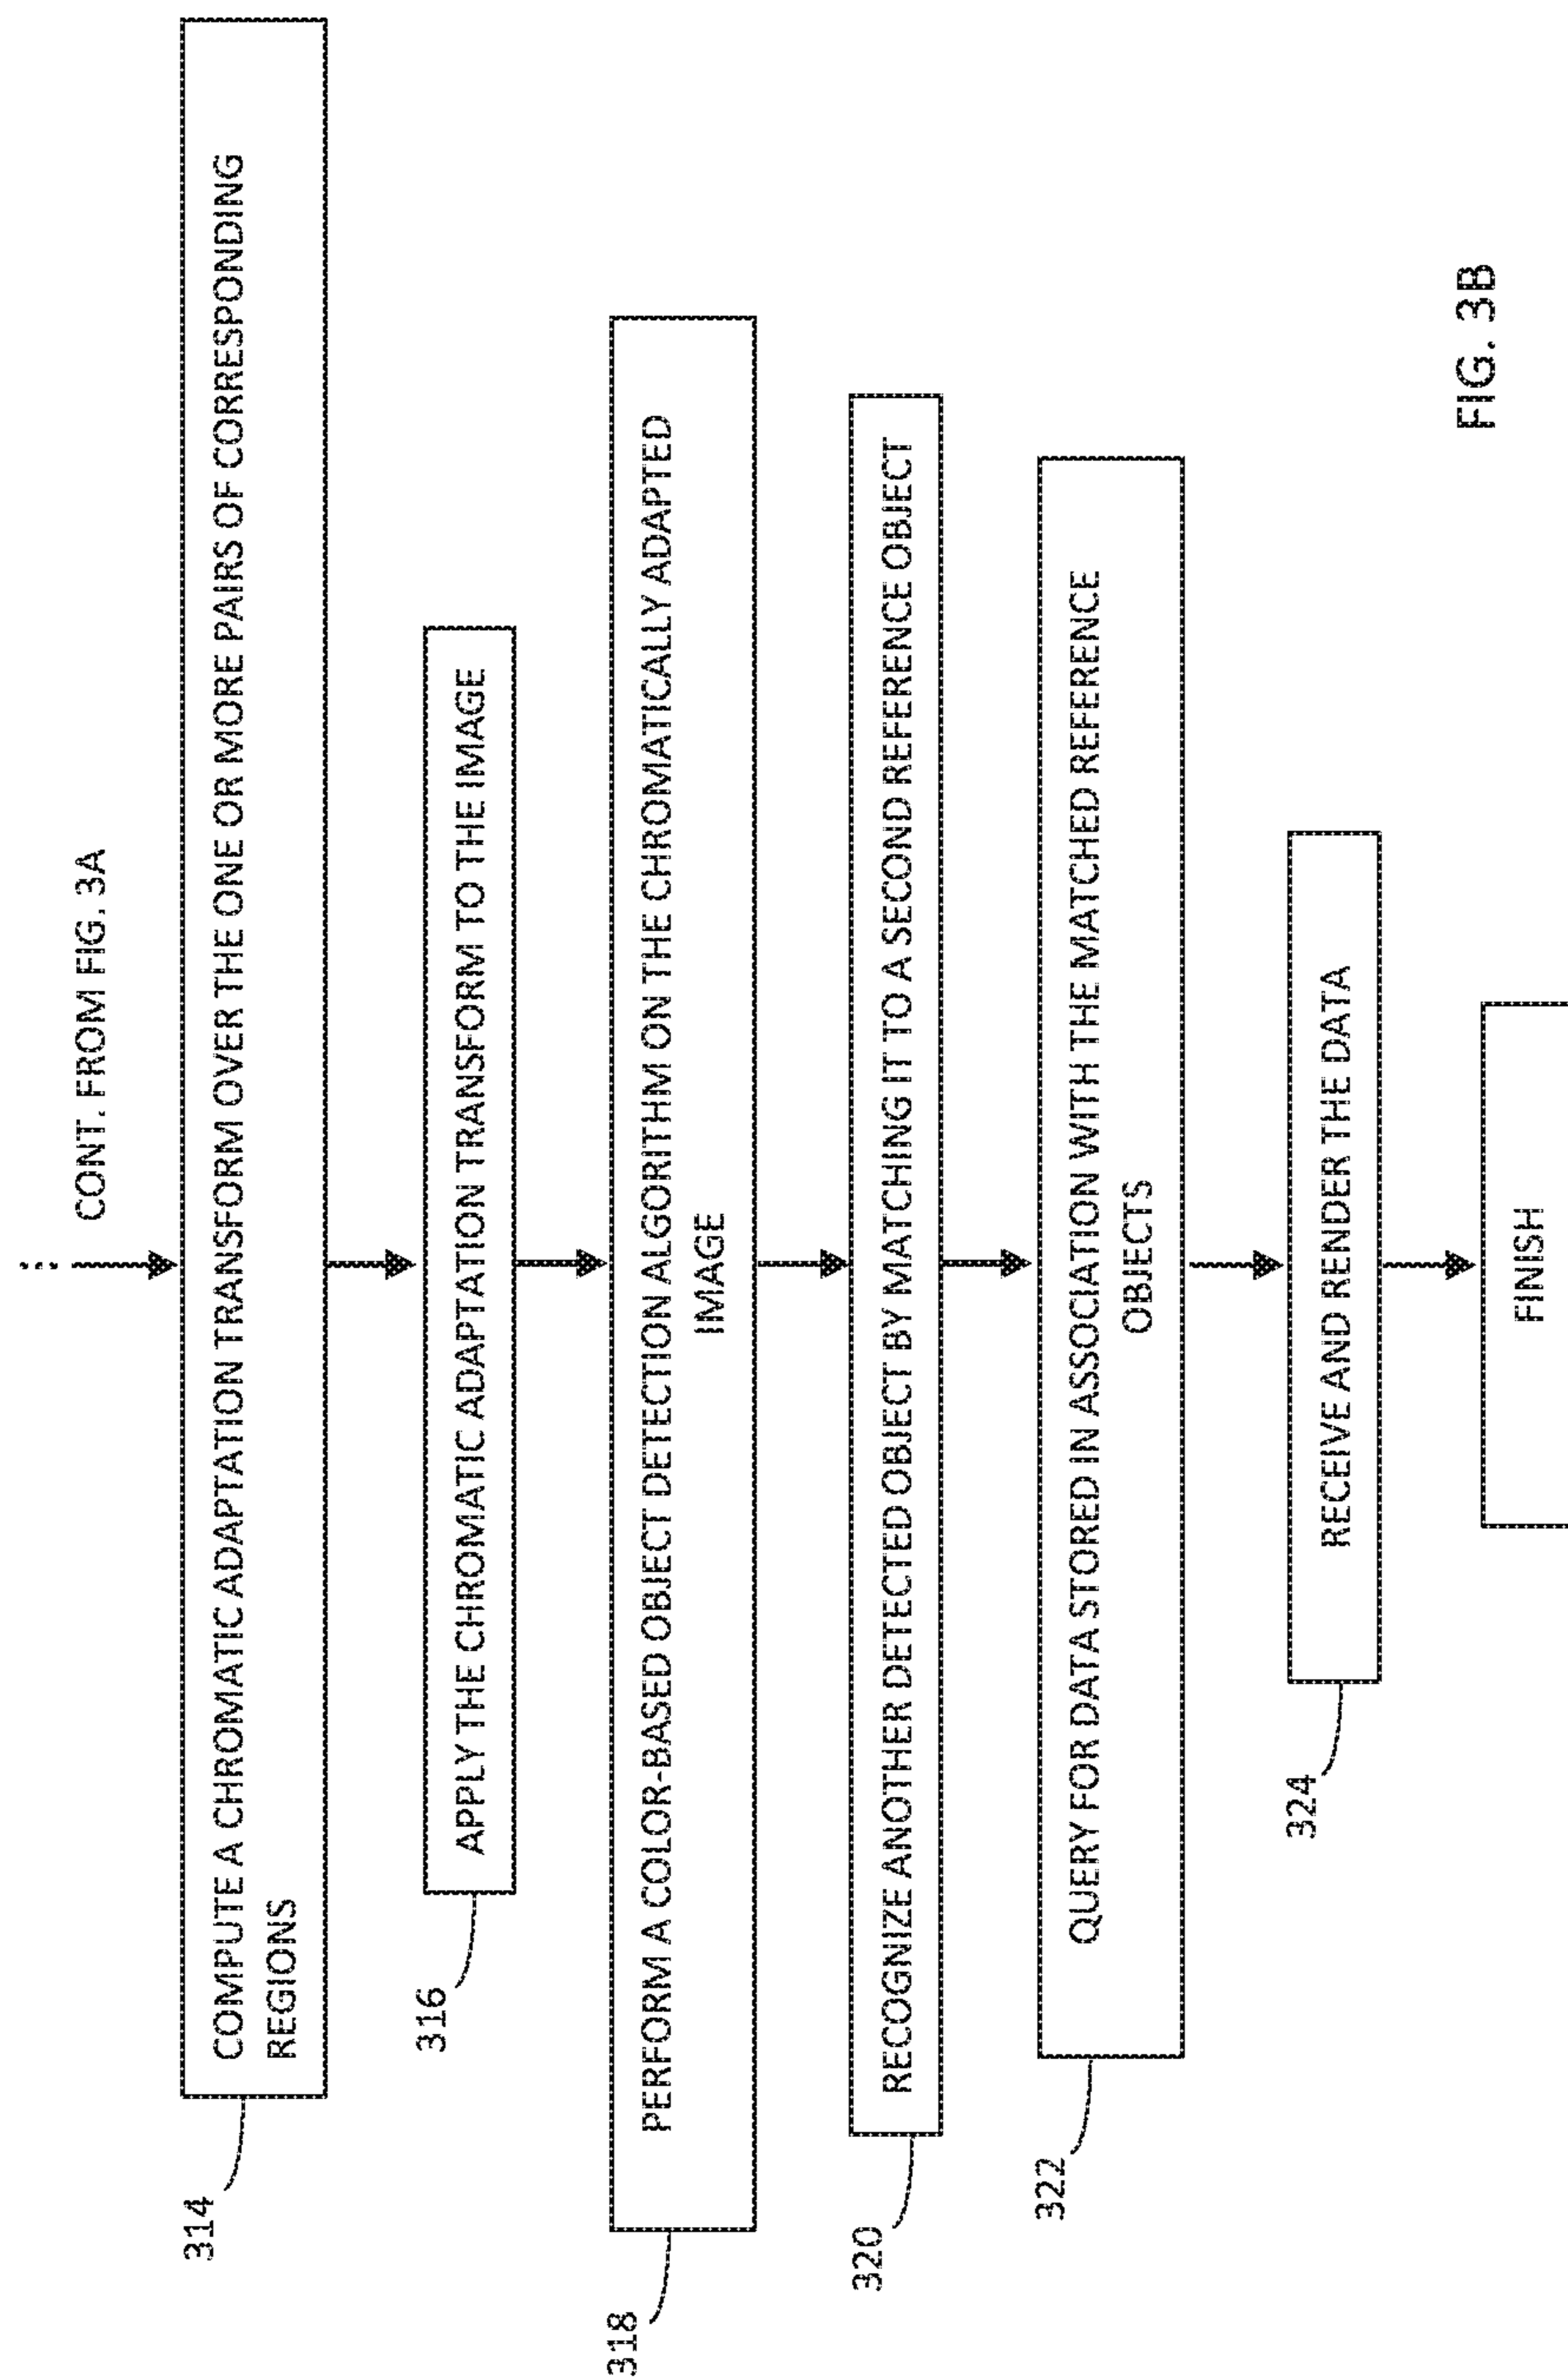 CONT. FROM FIG. 3A
314
COMPUTE A CHROMATIC ADAPTATION TRANSFORM OVER THE ONE OR MORE PAIRS OF CORRESPONDING
REGIONS
316
APPLY THE CHROMATIC ADAPTATION TRANSFORM TO THE IMAGE
318
PERFORM A COLOR-BASED OBJECT DETECTION ALGORITHM ON THE CHROMATICALLY ADAPTED
IMAGE
320
RECOGNIZE ANOTHER DETECTED OBJECT BY MATCHING IT TO A SECOND REFERENCE OBJECT
322
QUERY FOR DATA STORED IN ASSOCIATION WITH THE MATCHED REFERENCE
OBJECTS
324
RECEIVE AND RENDER THE DATA
FINISH
FIG. 3B